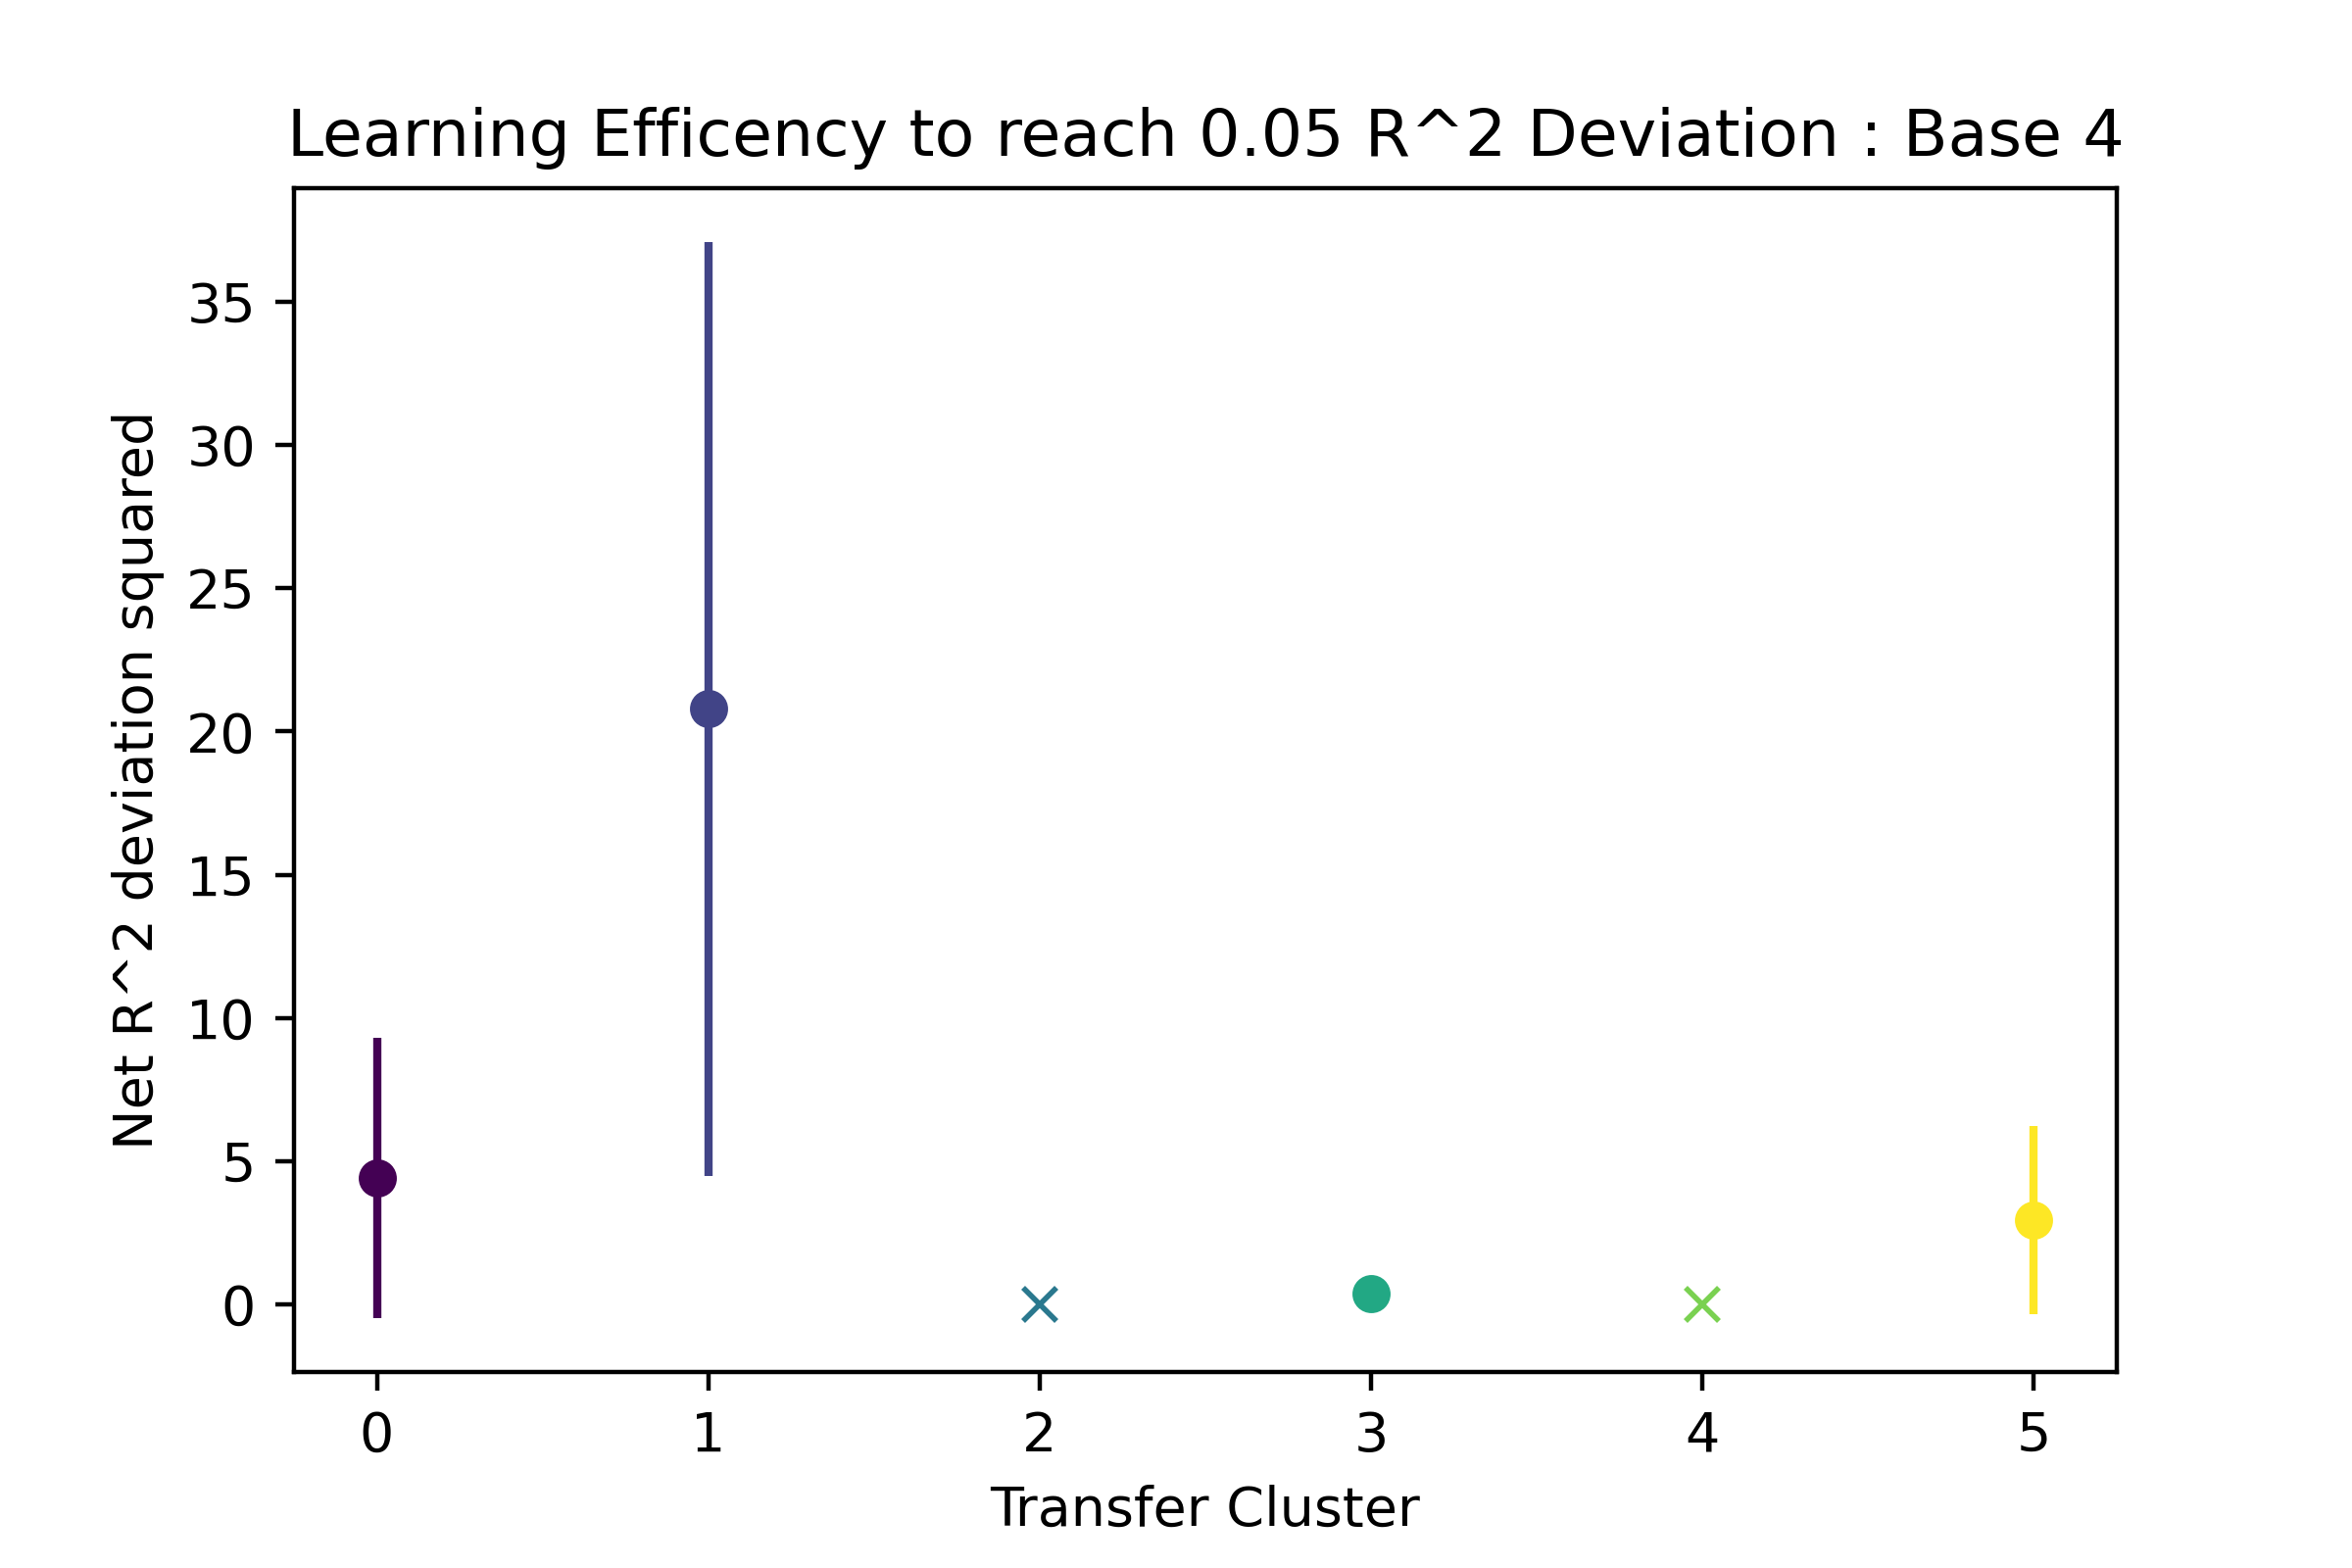 Learning Efficency to reach 0.05 R^2 Deviation : Base 4
Net R^2 deviation squared
35
30
25
20
15
10
5
0
0 1 2 3 4 5
Transfer Cluster